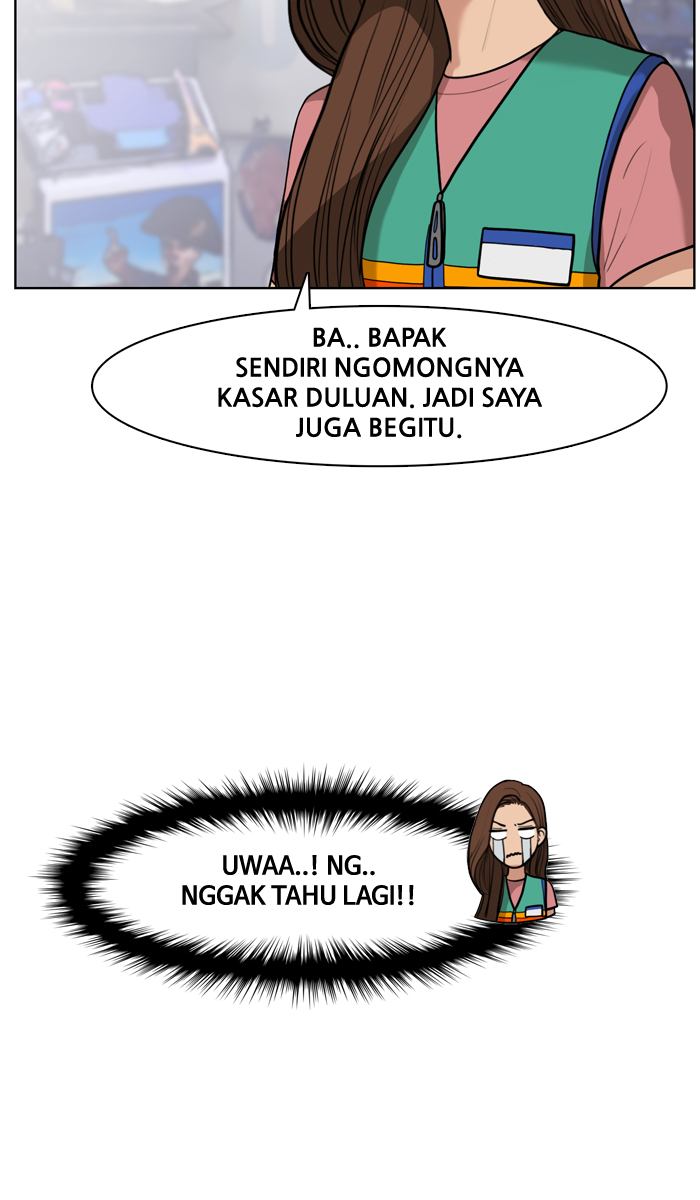 BA.. BAPAK
SENDIRI NGOMONGNYA
KASAR DULUAN. JADI SAYA
JUGA BEGITU.
UWAA..! NG..
NGGAK TAHU LAGI!!